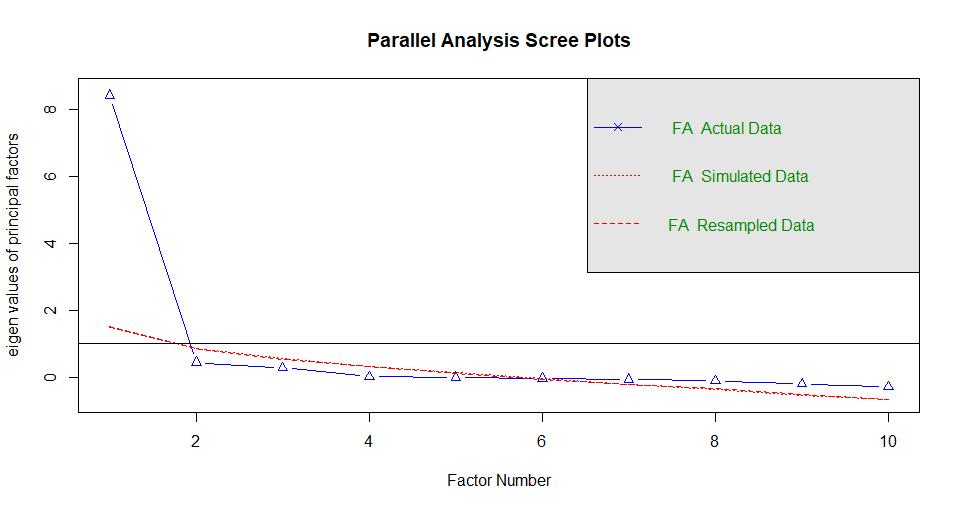 Parallel Analysis Scree Plots
eigen values of principal factors
8
6
4
2
0
FA Actual Data
FA Simulated Data
FA Resampled Data
2 4 6 8 10
Factor Number